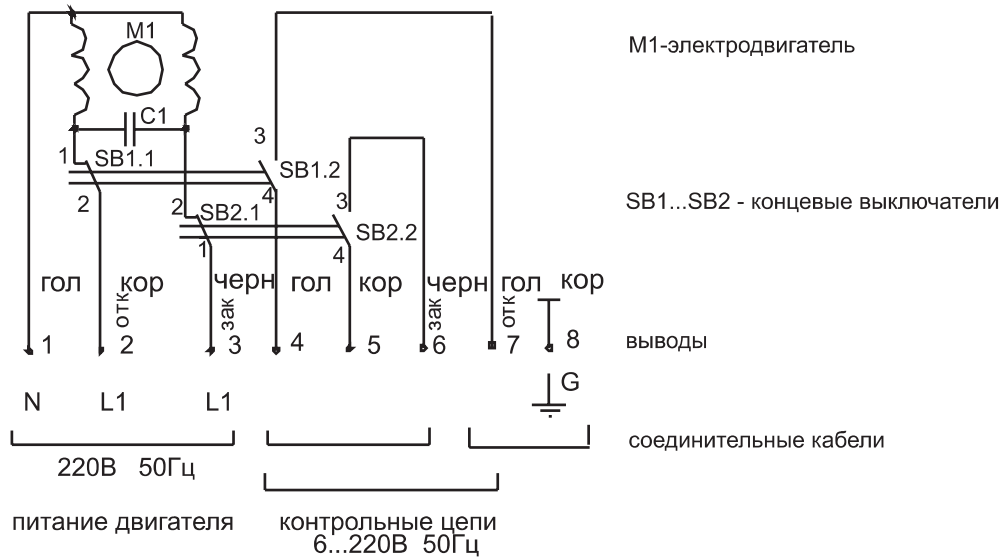 M1
M1-электродвигатель
C1
3
1 SB1.1
SB1.2
2 4
2 3
SB2.1
SB1...SB2 - концевые выключатели
SB2.2
1 4
гол кор черн гол кор черн гол кор
отк зак зак отк
1 2 3 4 5 6 7 8
выводы
G
N L1 L1
соединительные кабели
220В 50Гц
питание двигателя контрольные цепи
6...220В 50Гц